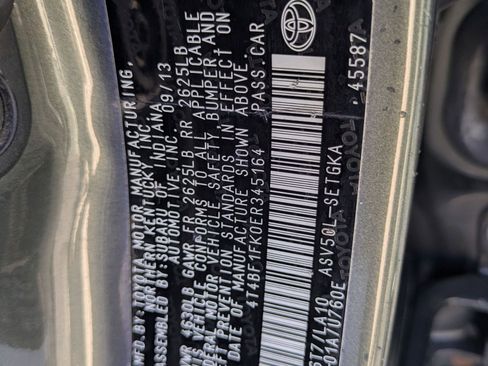 MFD. BY: TOYOTA MOTOR MANUFACTURING,
NORTHERN KENTUCKY, INC.
ASSEMBLED BY:SUBARU OF INDIANA
AUTOMOTIVE, INC. 09/13
GVWR 4630LB GAWR FR 2625LB RR 2625LB
THIS VEHICLE CONFORMS TO ALL APPLICABLE
FEDERAL MOTOR VEHICLE SAFETY, BUMPER AND
THEFT PREVENTION STANDARDS IN EFFECT ON
THE DATE OF MANUFACTURE SHOWN ABOVE.
4T4BF1FK0ER345164 PASS.CAR
ASV50L-SETGKA 45587
TOYOTA